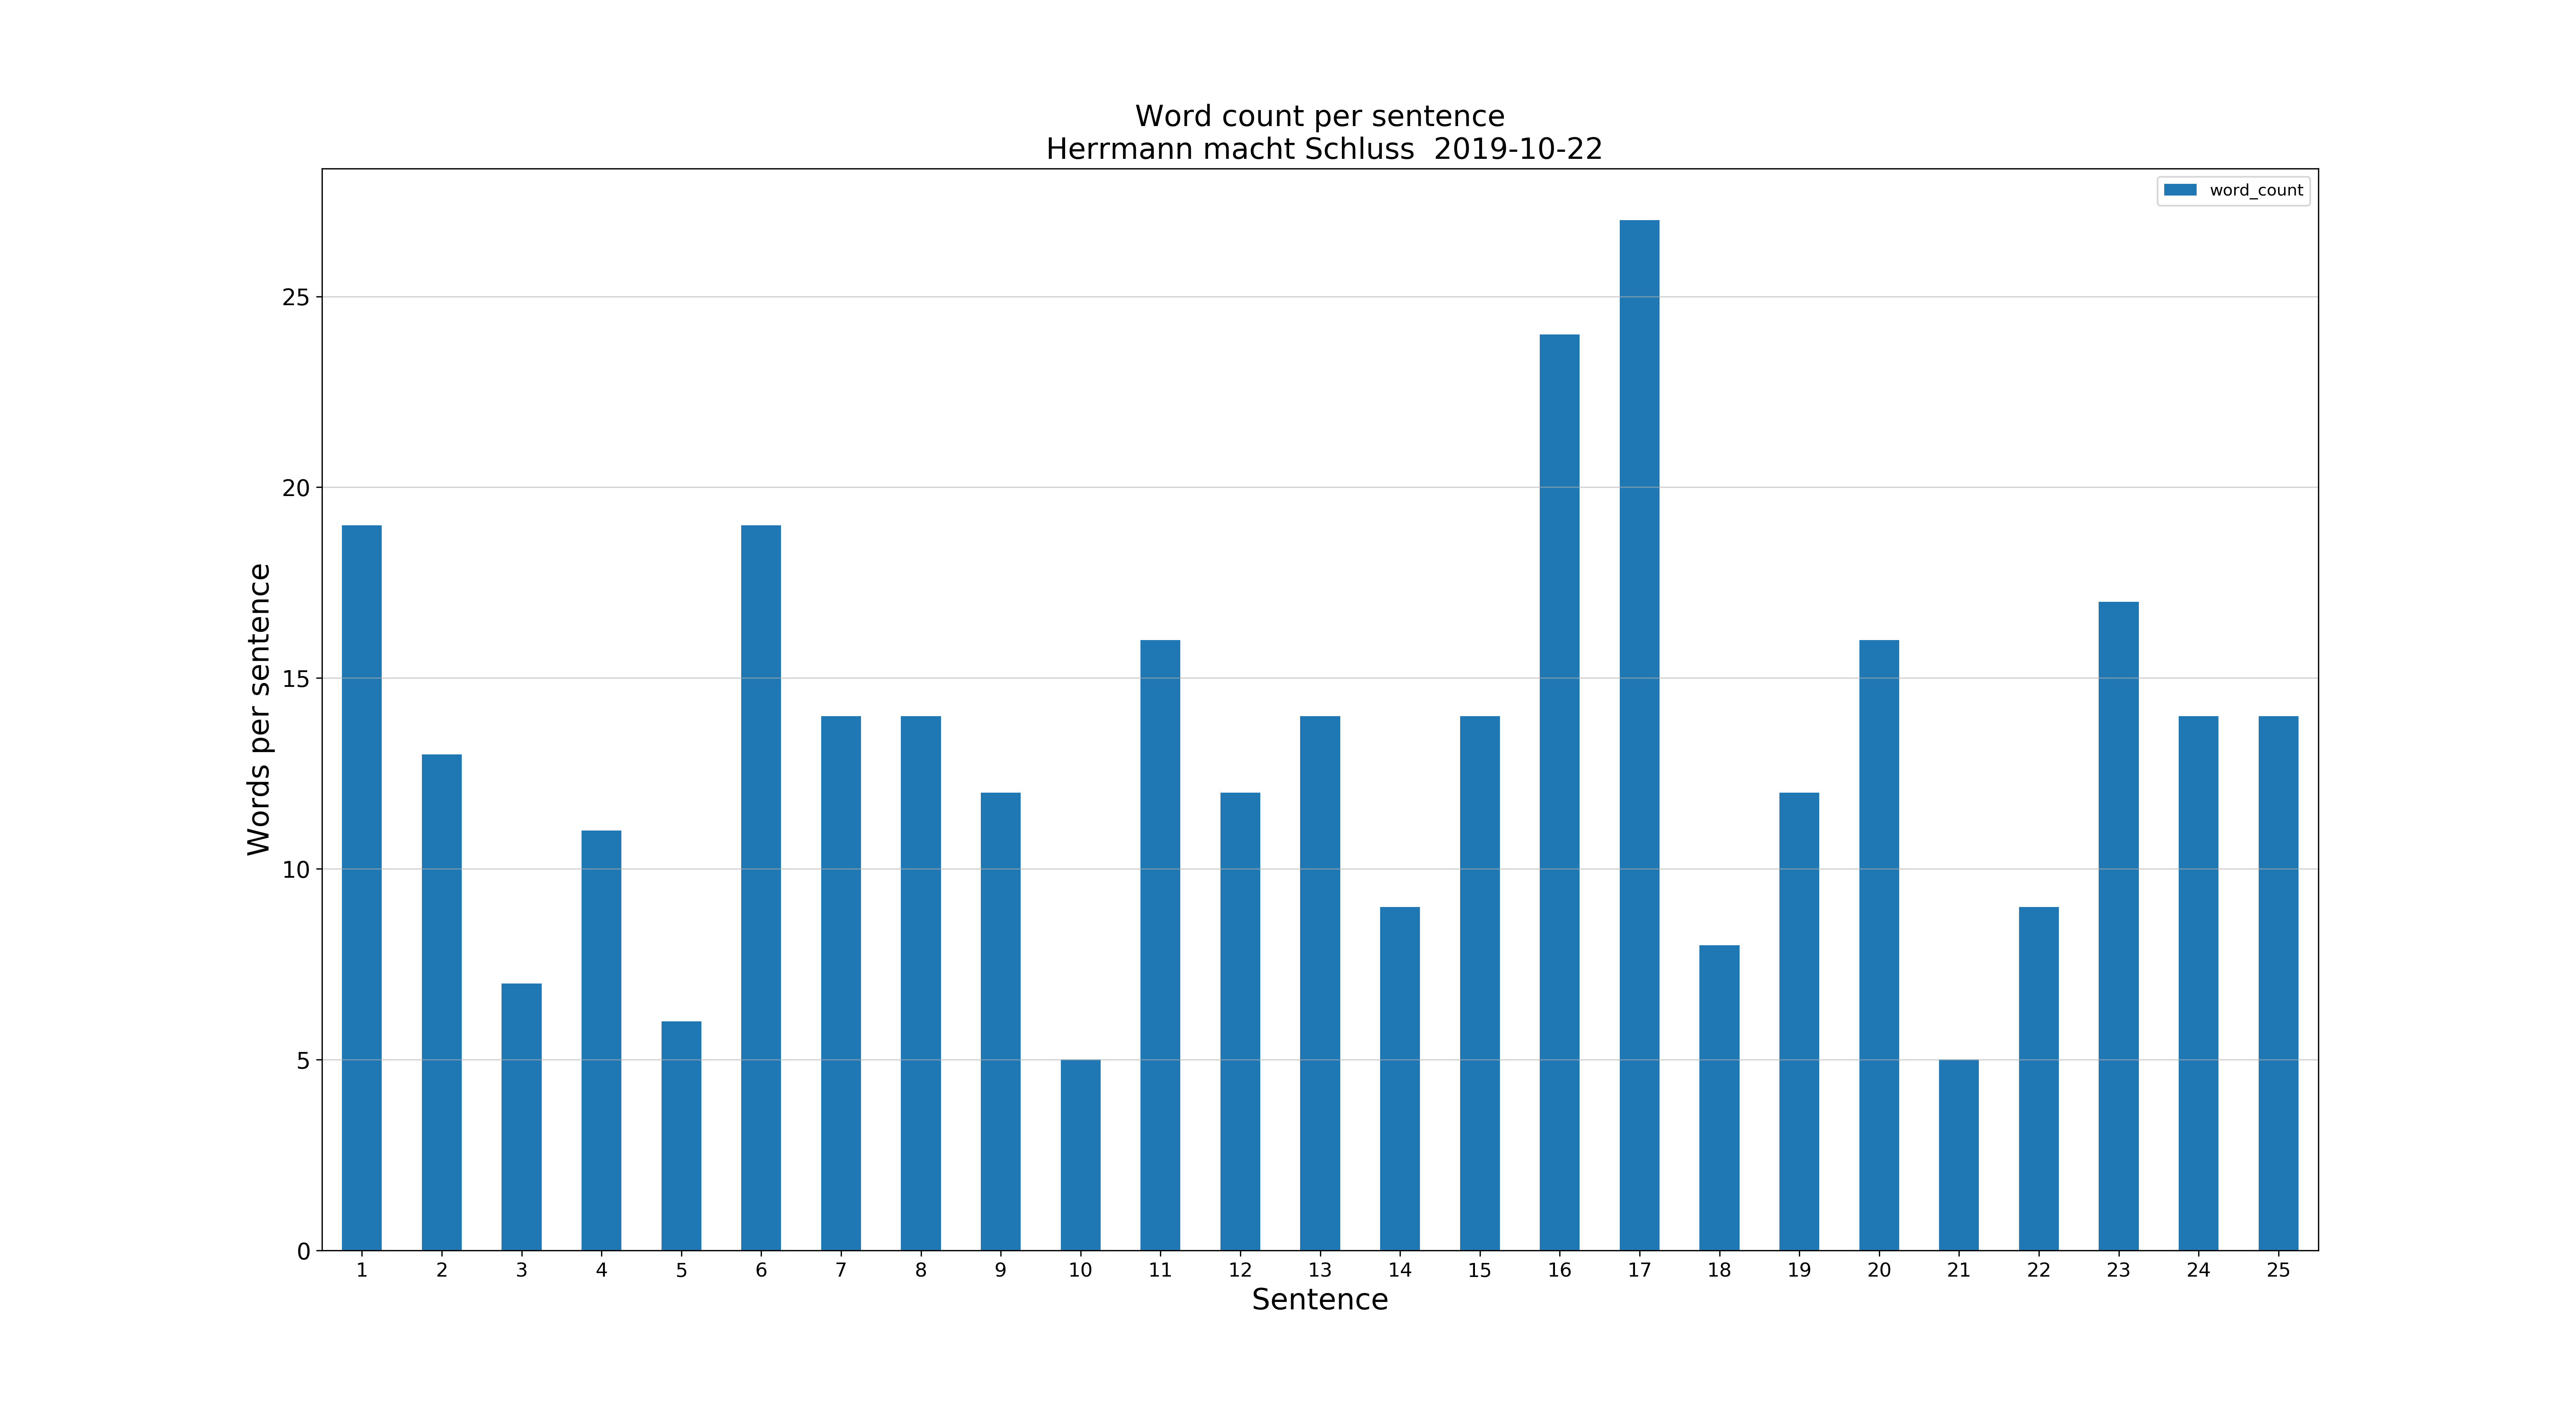 Word count per sentence
Herrmann macht Schluss  2019-10-22
word_count
25
20
15
10
5
0
Words per sentence
1 2 3 4 5 6 7 8 9 10 11 12 13 14 15 16 17 18 19 20 21 22 23 24 25
Sentence